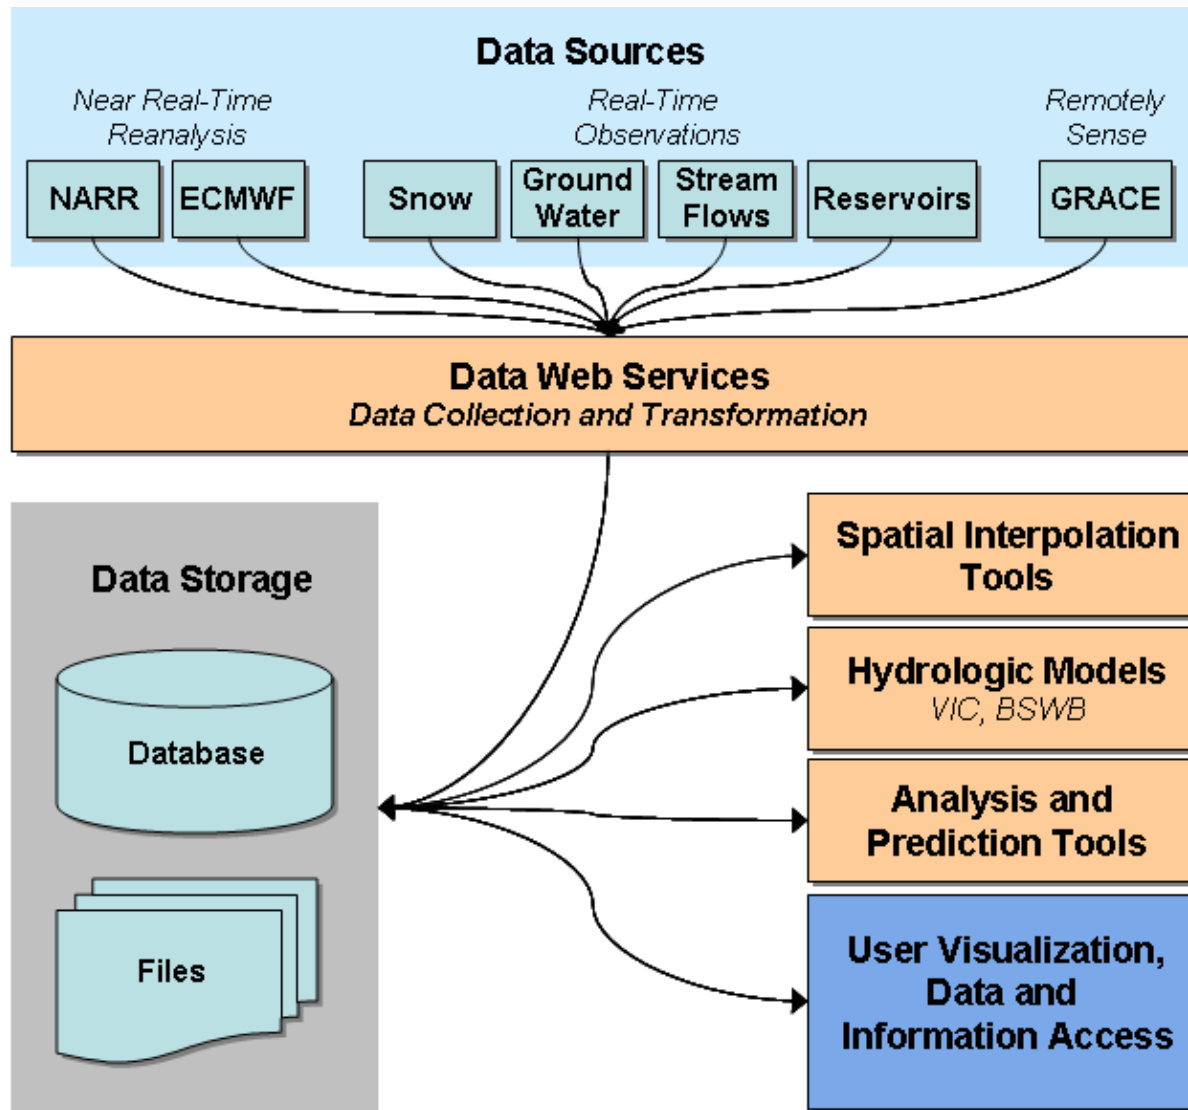 Data Sources
Near Real-Time
Reanalysis
Real-Time
Observations
Remotely
Sense
NARR
ECMWF
Snow
Ground
Water
Stream
Flows
Reservoirs
GRACE
Data Web Services
Data Collection and Transformation
Data Storage
Database
Files
Spatial Interpolation
Tools
Hydrologic Models
VIC, BSWB
Analysis and
Prediction Tools
User Visualization,
Data and
Information Access